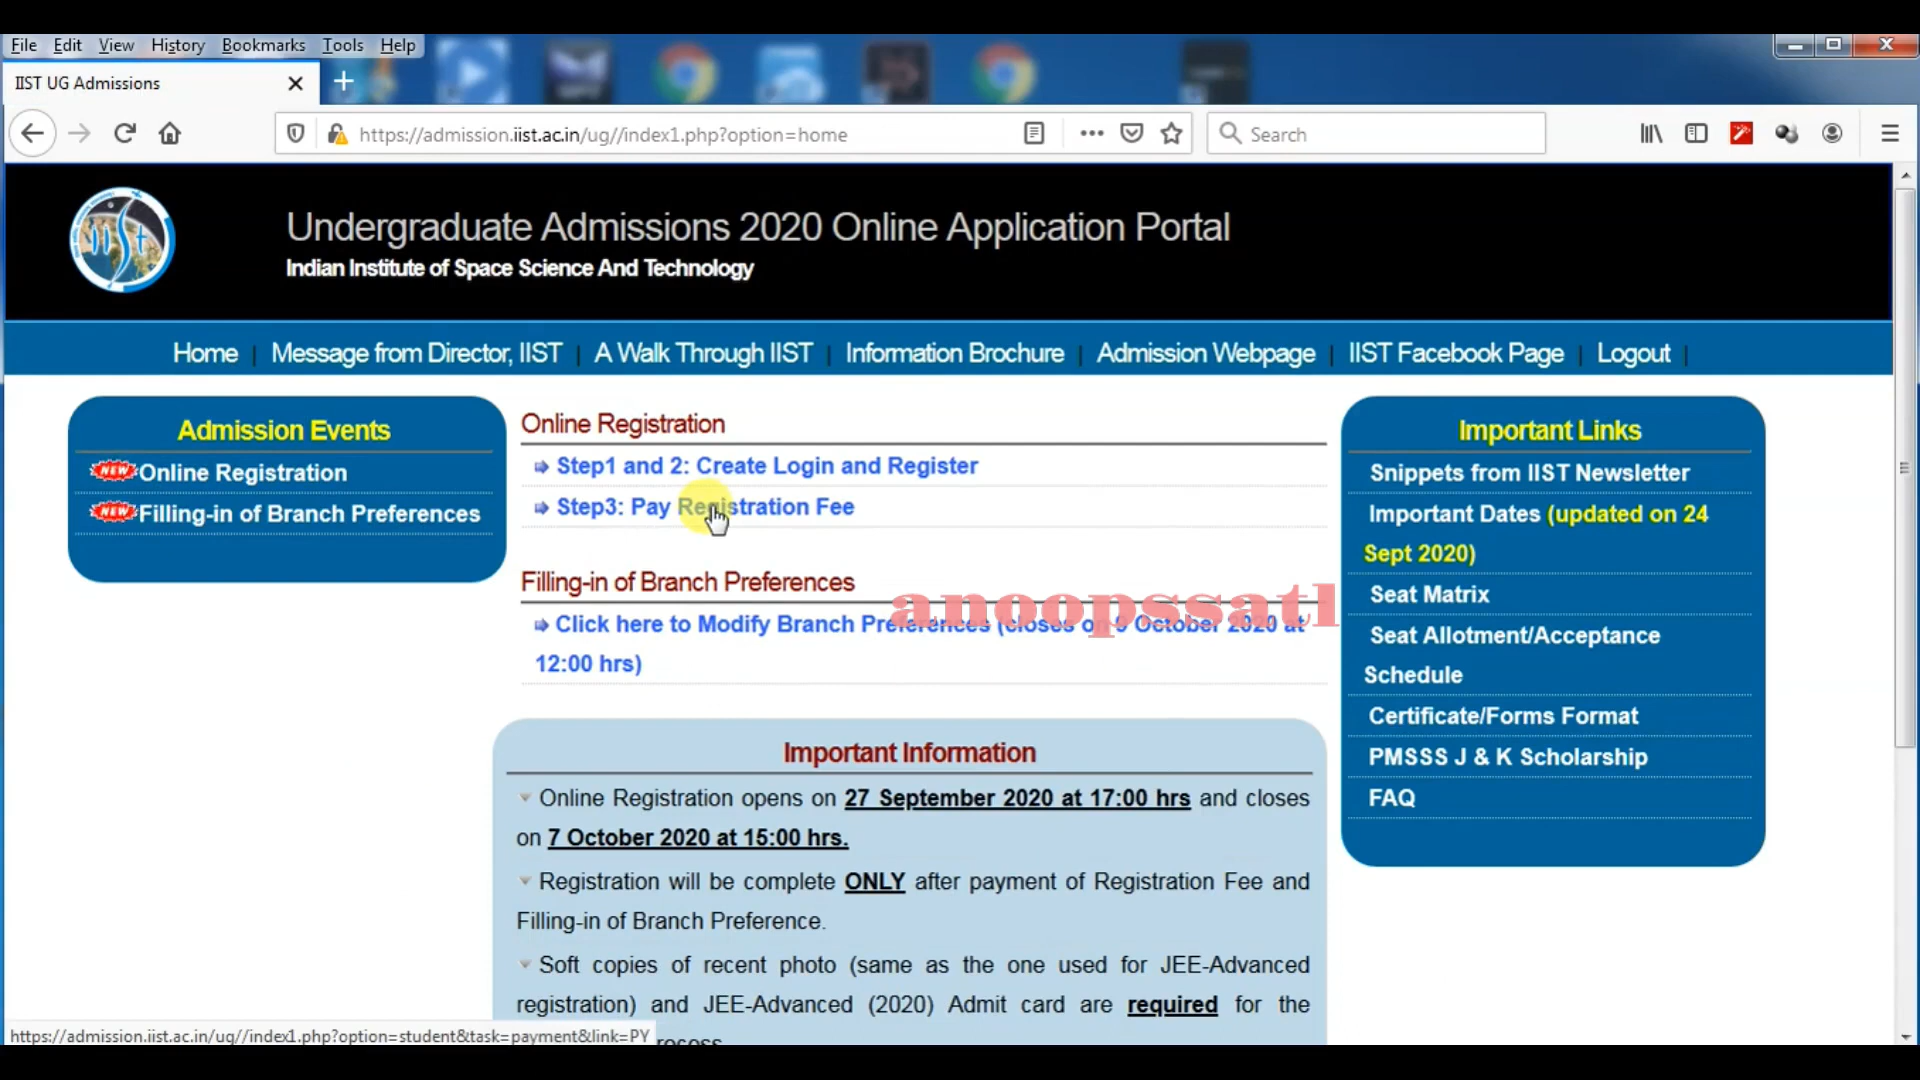 File Edit View History Bookmarks Tools Help
IIST UG Admissions
https://admission.iist.ac.in/ug//index1.php?option=home
Search
Undergraduate Admissions 2020 Online Application Portal
Indian Institute of Space Science And Technology
Home | Message from Director, IIST | A Walk Through IIST | Information Brochure | Admission Webpage | IIST Facebook Page | Logout |
Admission Events
NEW Online Registration
NEW Filling-in of Branch Preferences
Online Registration
Step1 and 2: Create Login and Register
Step3: Pay Registration Fee
Filling-in of Branch Preferences
anoopssatl
Click here to Modify Branch Preferences (closes on 9 October 2020 at
12:00 hrs)
Important Information
Online Registration opens on 27 September 2020 at 17:00 hrs and closes
on 7 October 2020 at 15:00 hrs.
Registration will be complete ONLY after payment of Registration Fee and
Filling-in of Branch Preference.
Soft copies of recent photo (same as the one used for JEE-Advanced
registration) and JEE-Advanced (2020) Admit card are required for the
Important Links
Snippets from IIST Newsletter
Important Dates (updated on 24
Sept 2020)
Seat Matrix
Seat Allotment/Acceptance
Schedule
Certificate/Forms Format
PMSSS J & K Scholarship
FAQ
https://admission.iist.ac.in/ug//index1.php?option=student&task=payment&link=PY